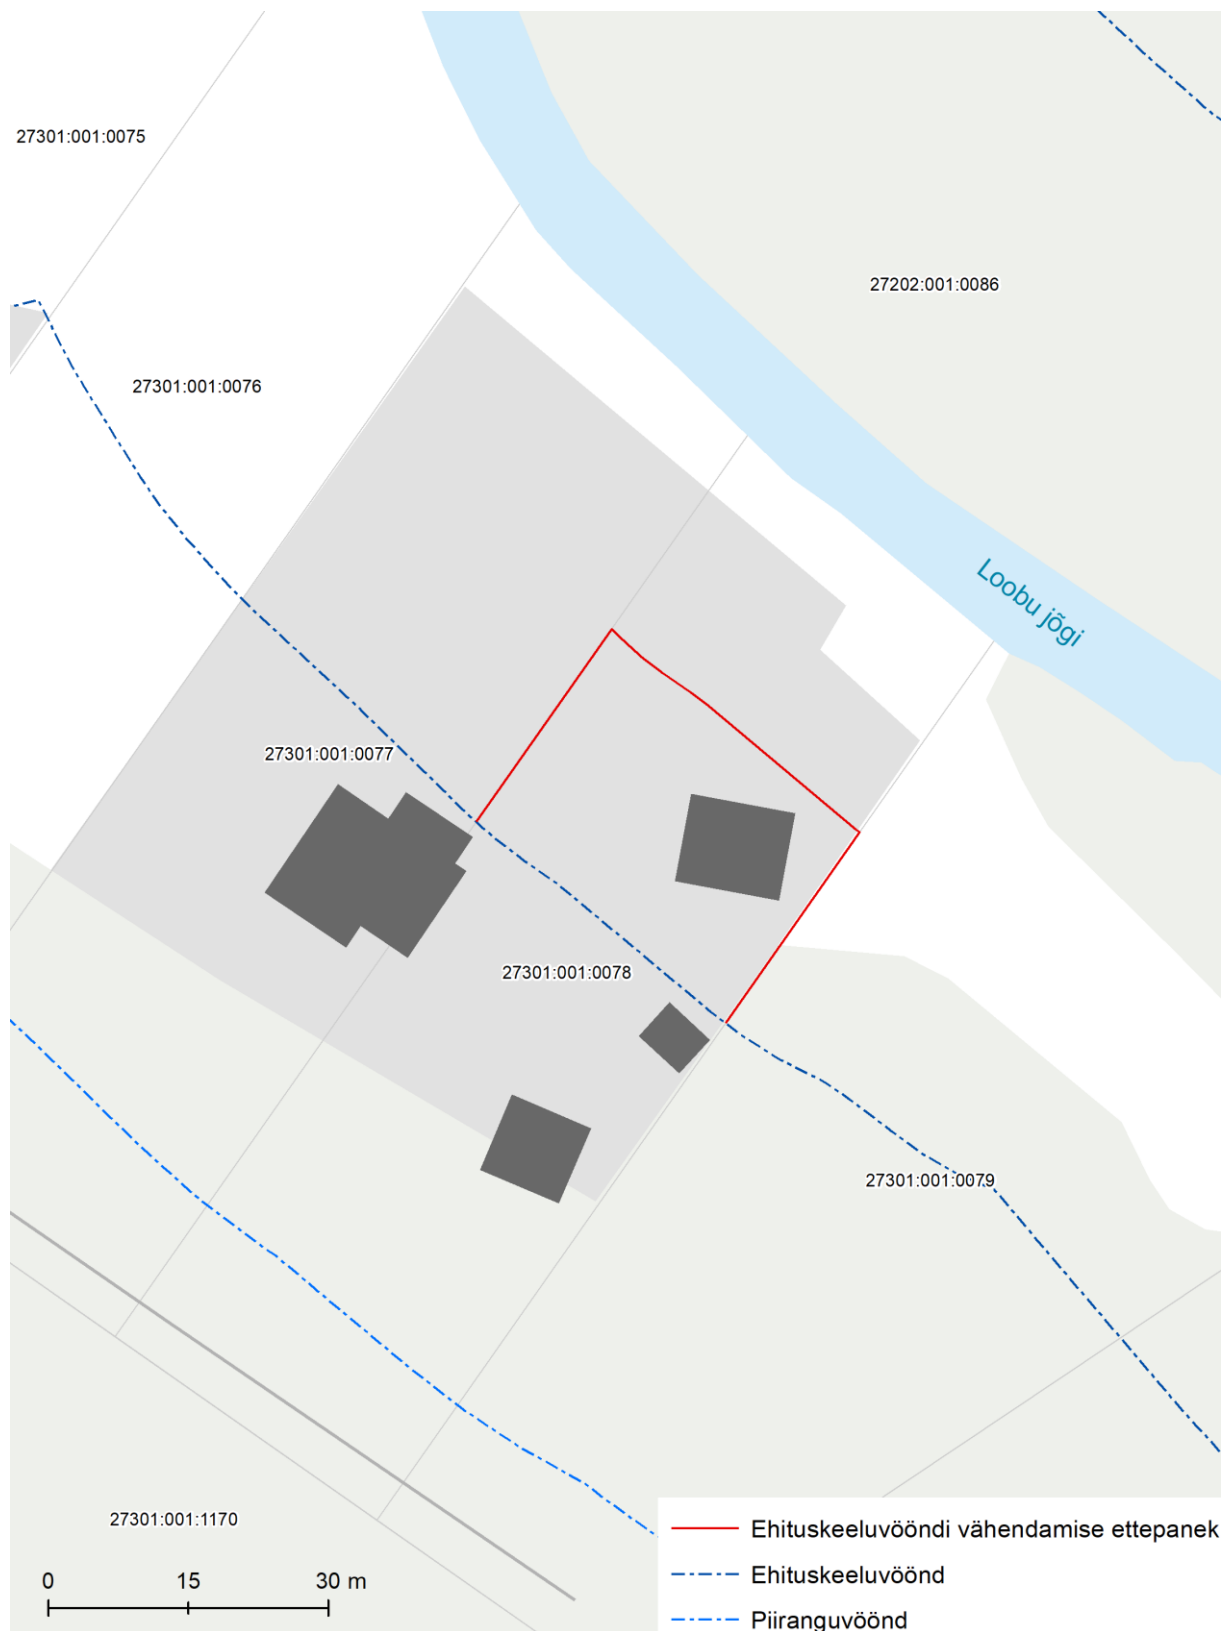 27301:001:0075
27202:001:0086
27301:001:0076
Loobu jõgi
27301:001:0077
27301:001:0078
27301:001:0079
27301:001:1170
0 15 30 m
Ehituskeeluvööndi vähendamise ettepanek
Ehituskeeluvöönd
Piiranguvöönd